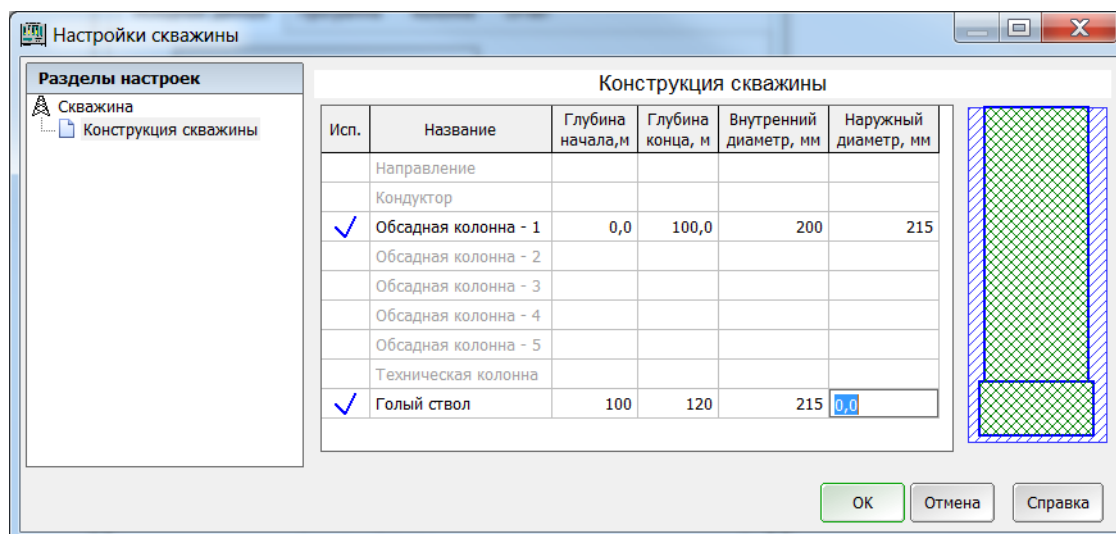 Настройки скважины
Разделы настроек
Скважина
Конструкция скважины
Конструкция скважины
Исп. Название Глубина начала,м Глубина конца, м Внутренний диаметр, мм Наружный диаметр, мм
Направление
Кондуктор
Обсадная колонна - 1 0,0 100,0 200 215
Обсадная колонна - 2
Обсадная колонна - 3
Обсадная колонна - 4
Обсадная колонна - 5
Техническая колонна
Голый ствол 100 120 215 0,0
OK Отмена Справка